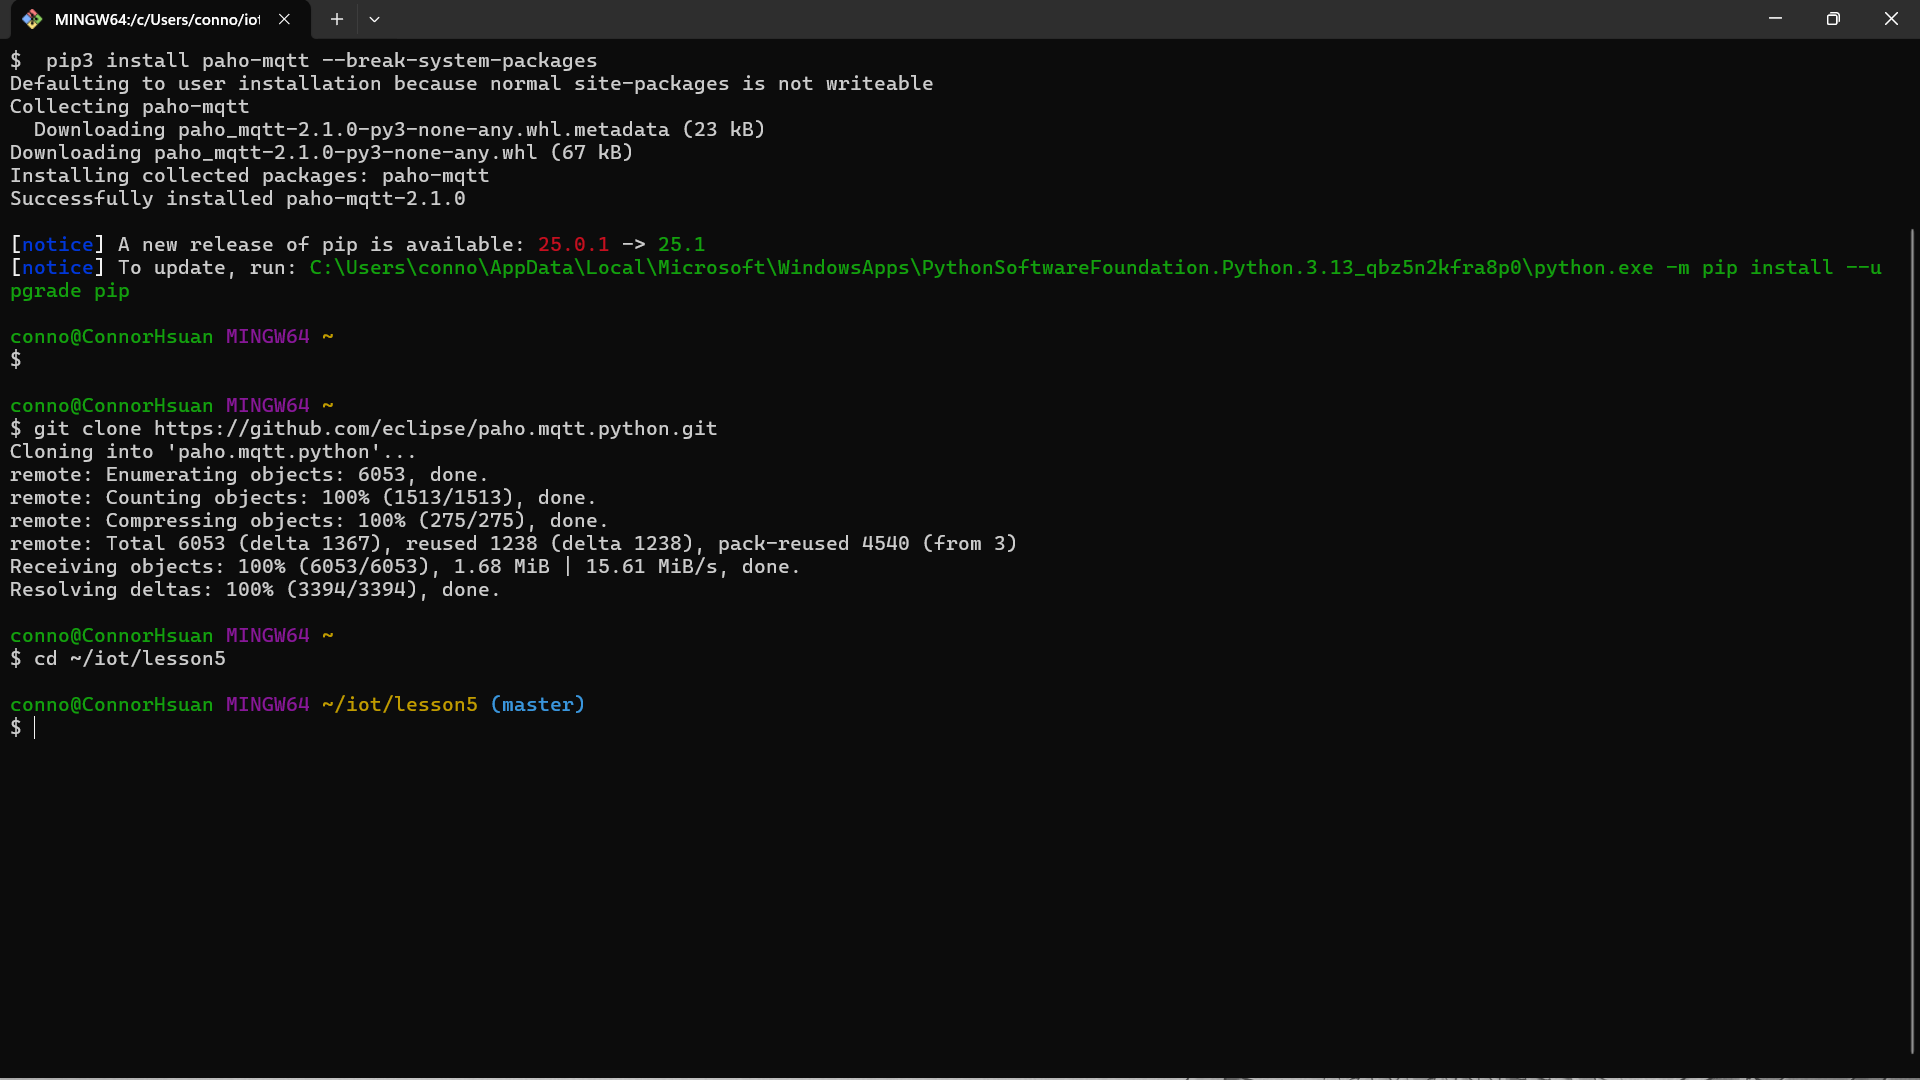 MINGW64:/c/Users/conno/iot
$  pip3 install paho-mqtt --break-system-packages
Defaulting to user installation because normal site-packages is not writeable
Collecting paho-mqtt
  Downloading paho_mqtt-2.1.0-py3-none-any.whl.metadata (23 kB)
Downloading paho_mqtt-2.1.0-py3-none-any.whl (67 kB)
Installing collected packages: paho-mqtt
Successfully installed paho-mqtt-2.1.0
[notice] A new release of pip is available: 25.0.1 -> 25.1
[notice] To update, run: C:\Users\conno\AppData\Local\Microsoft\WindowsApps\PythonSoftwareFoundation.Python.3.13_qbz5n2kfra8p0\python.exe -m pip install --u
pgrade pip
conno@ConnorHsuan MINGW64 ~
$
conno@ConnorHsuan MINGW64 ~
$ git clone https://github.com/eclipse/paho.mqtt.python.git
Cloning into 'paho.mqtt.python'...
remote: Enumerating objects: 6053, done.
remote: Counting objects: 100% (1513/1513), done.
remote: Compressing objects: 100% (275/275), done.
remote: Total 6053 (delta 1367), reused 1238 (delta 1238), pack-reused 4540 (from 3)
Receiving objects: 100% (6053/6053), 1.68 MiB | 15.61 MiB/s, done.
Resolving deltas: 100% (3394/3394), done.
conno@ConnorHsuan MINGW64 ~
$ cd ~/iot/lesson5
conno@ConnorHsuan MINGW64 ~/iot/lesson5 (master)
$